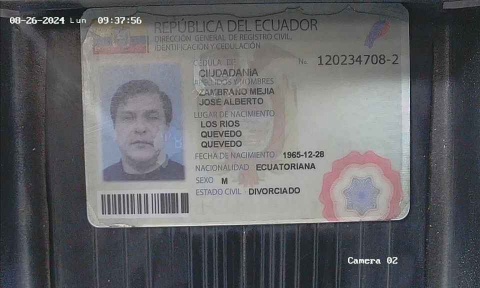 08-26-2024 Lun 09:37:56
REPÚBLICA DEL ECUADOR
DIRECCIÓN GENERAL DE REGISTRO CIVIL,
IDENTIFICACIÓN Y CEDULACIÓN
CÉDULA DE Nº 120234708-2
CIUDADANÍA
APELLIDOS Y NOMBRES
ZAMBRANO MEJIA
JOSE ALBERTO
LUGAR DE NACIMIENTO
LOS RIOS
QUEVEDO
QUEVEDO
FECHA DE NACIMIENTO 1965-12-28
NACIONALIDAD ECUATORIANA
SEXO M
ESTADO CIVIL DIVORCIADO
Camera 02